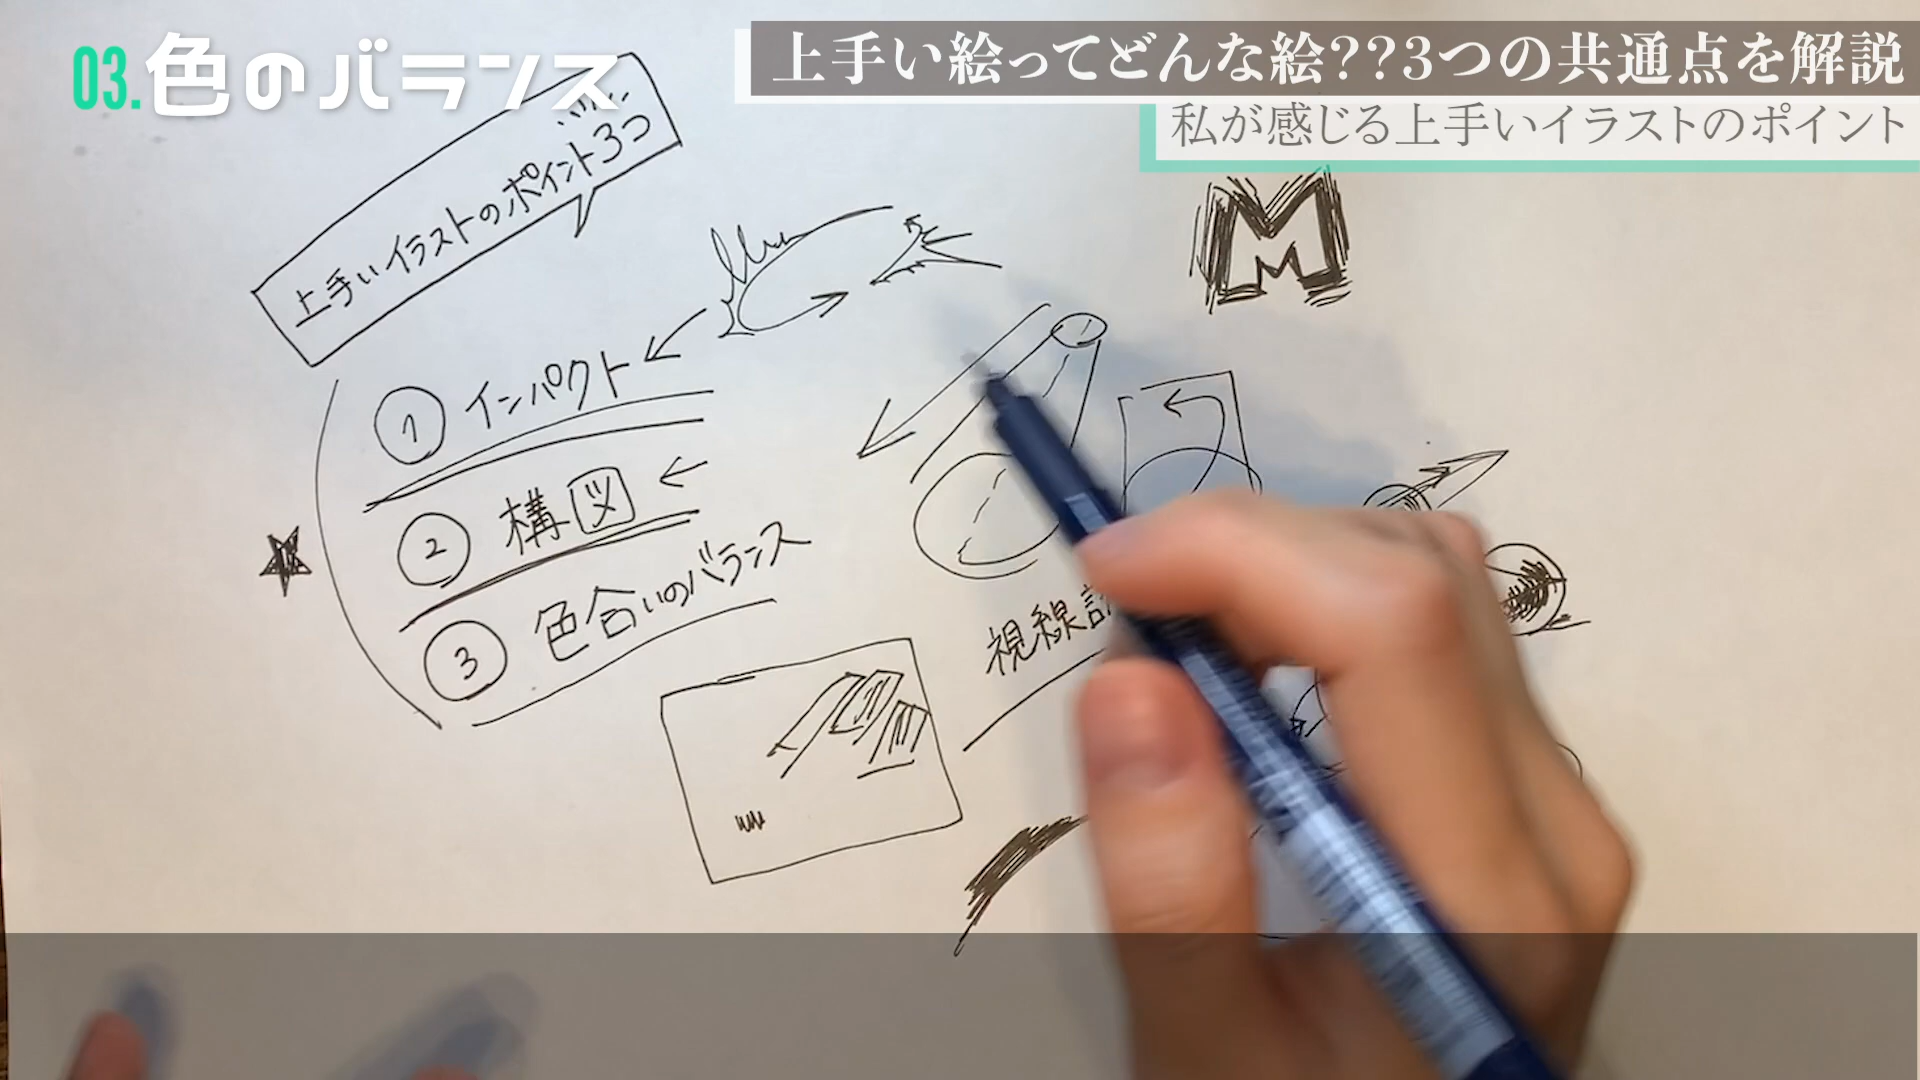 03.色のバランス
上手い絵ってどんな絵??3つの共通点を解説
私が感じる上手いイラストのポイント
上手いイラストのポイント3つ
M
① インパクト
② 構図
③ 色合いのバランス
視線